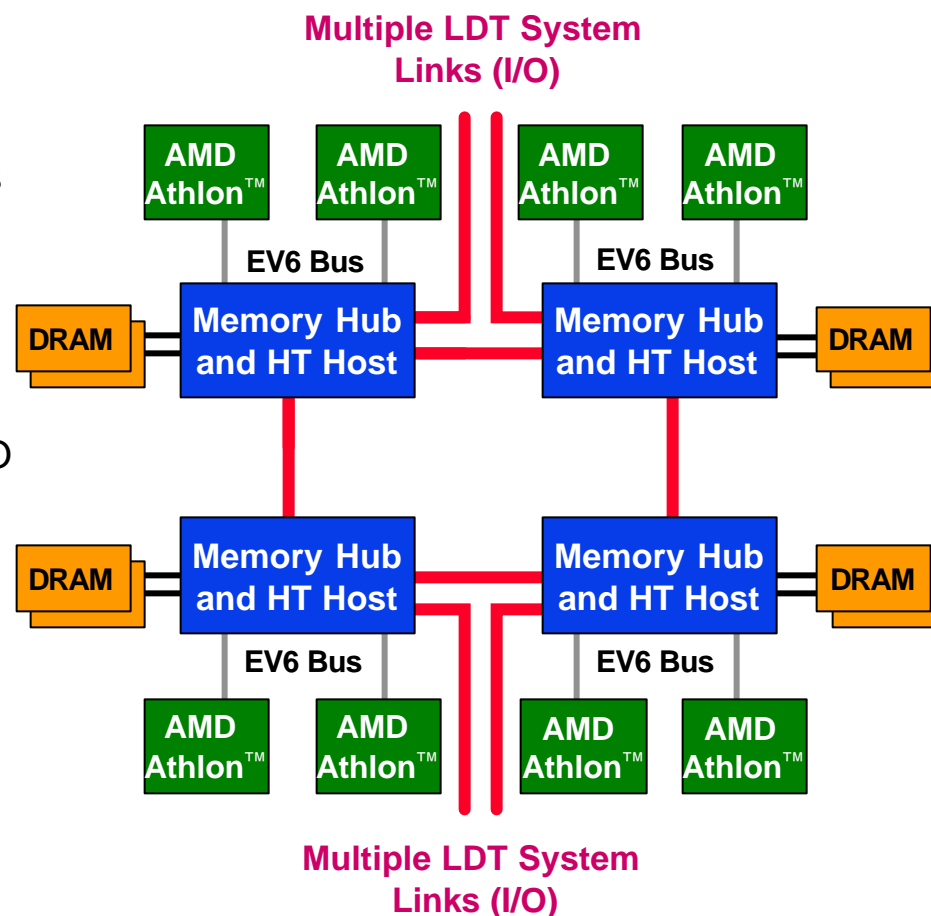 Multiple LDT System
Links (I/O)
AMD
Athlon™
AMD
Athlon™
AMD
Athlon™
AMD
Athlon™
EV6 Bus
EV6 Bus
DRAM
Memory Hub
and HT Host
Memory Hub
and HT Host
DRAM
DRAM
Memory Hub
and HT Host
Memory Hub
and HT Host
DRAM
EV6 Bus
EV6 Bus
AMD
Athlon™
AMD
Athlon™
AMD
Athlon™
AMD
Athlon™
Multiple LDT System
Links (I/O)